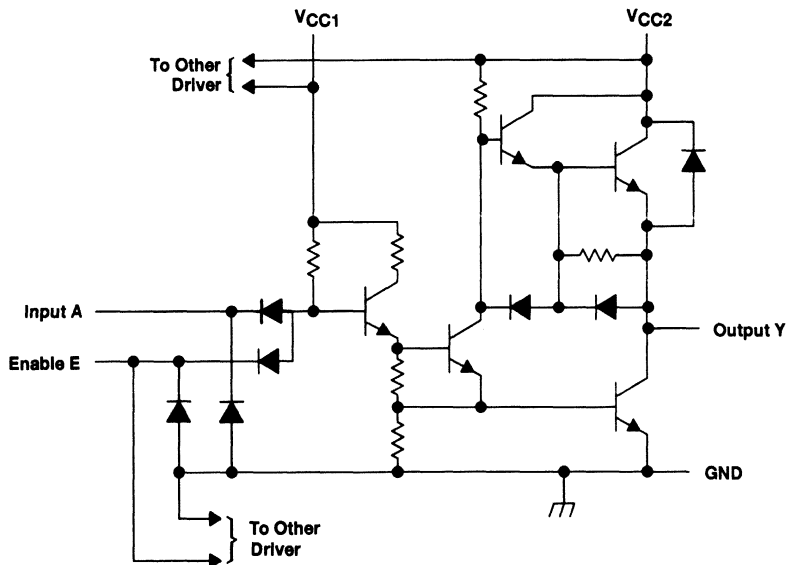 VCC1
VCC2
To Other
Driver
Input A
Enable E
Output Y
GND
To Other
Driver